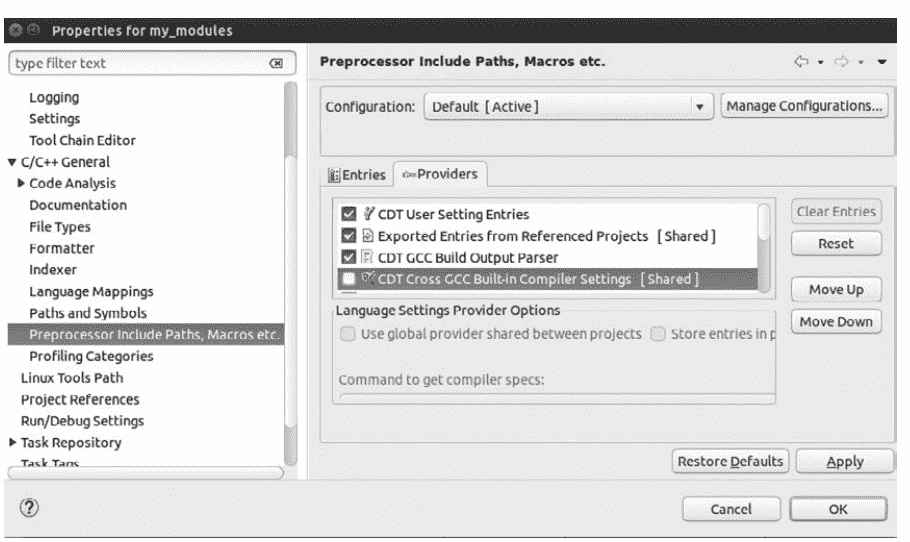 Properties for my_modules
type filter text
Logging
Settings
Tool Chain Editor
C/C++ General
Code Analysis
Documentation
File Types
Formatter
Indexer
Language Mappings
Paths and Symbols
Preprocessor Include Paths, Macros etc.
Profiling Categories
Linux Tools Path
Project References
Run/Debug Settings
Task Repository
Task Tags
Preprocessor Include Paths, Macros etc.
Configuration: Default [ Active ] Manage Configurations...
Entries Providers
CDT User Setting Entries
Exported Entries from Referenced Projects [ Shared ]
CDT GCC Build Output Parser
CDT Cross GCC Built-in Compiler Settings [ Shared ]
Clear Entries
Reset
Move Up
Move Down
Language Settings Provider Options
Use global provider shared between projects Store entries in p
Command to get compiler specs:
Restore Defaults Apply
? Cancel OK